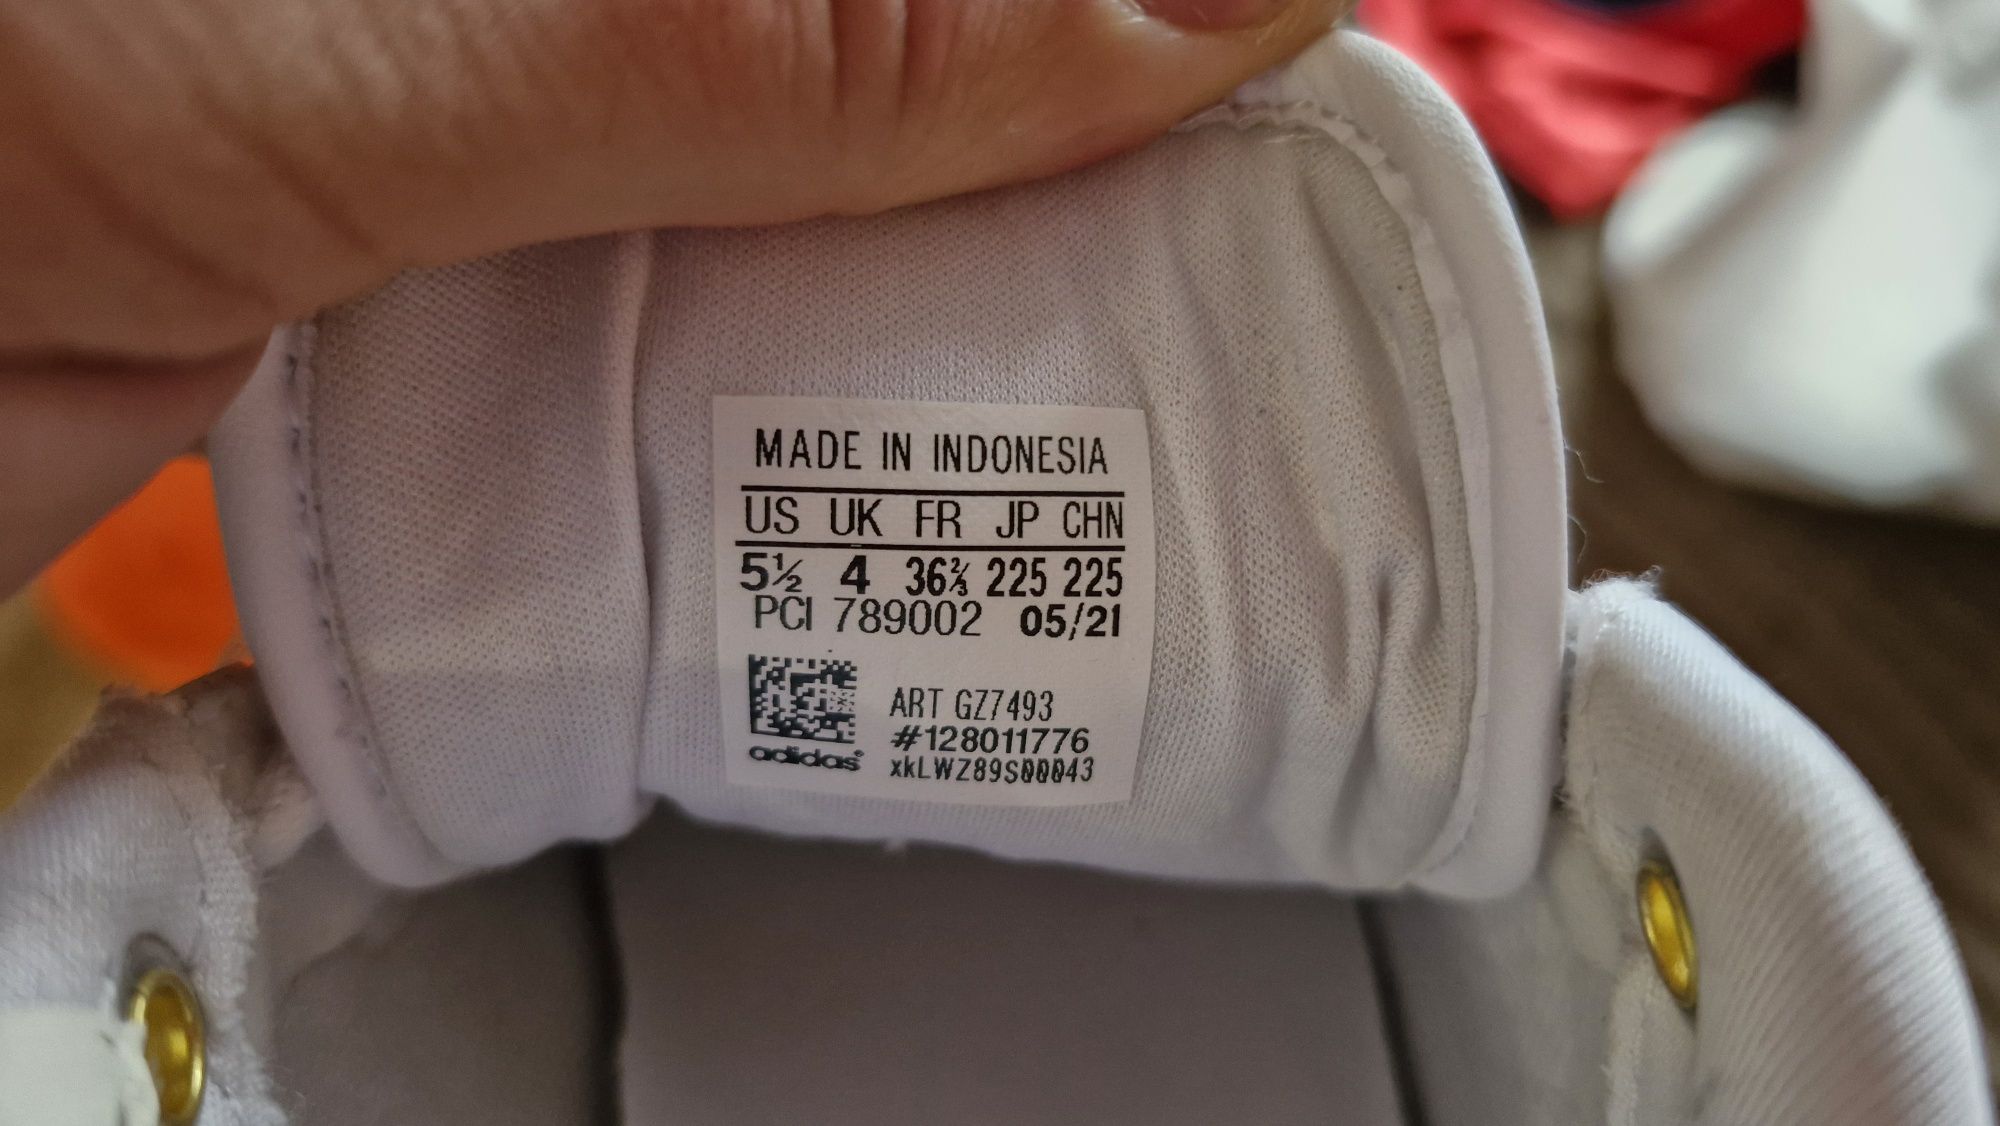 MADE IN INDONESIA
US UK FR JP CHN
5½ 4 36⅔ 225 225
PCI 789002 05/21
ART GZ7493
#128011776
xkLWZ89S00043
adidas